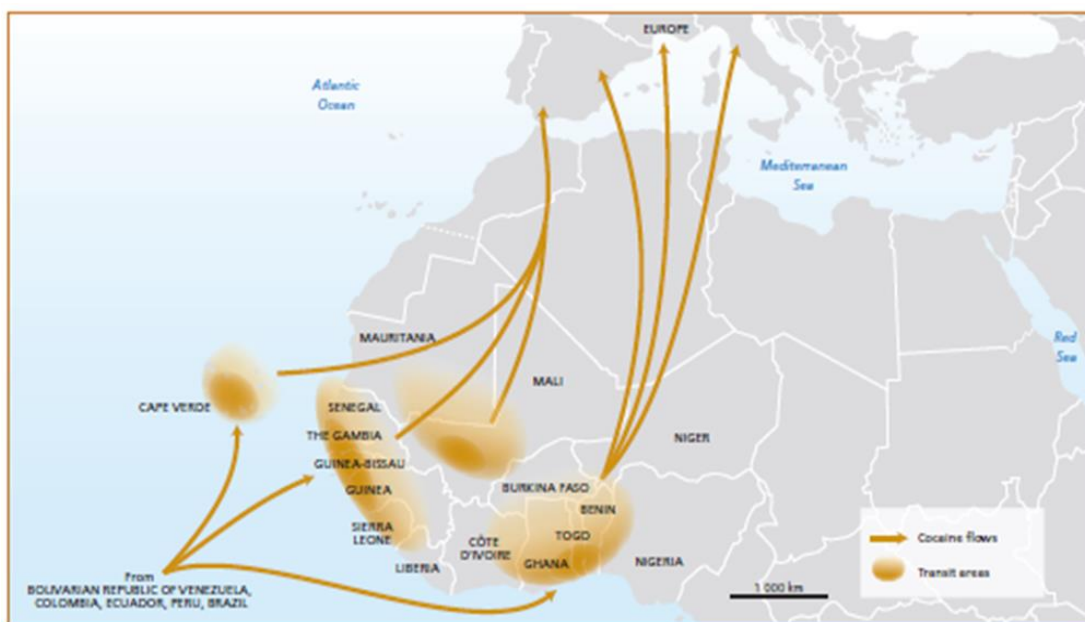 EUROPE
Atlantic
Ocean
Mediterranean
Sea
Red
Sea
MAURITANIA
MALI
CAPE VERDE
SENEGAL
THE GAMBIA
NIGER
GUINEA-BISSAU
GUINEA
BURKINA FASO
BENIN
SIERRA
LEONE
CÔTE
D'IVOIRE
TOGO
GHANA
LIBERIA
NIGERIA
Cocaine flows
Transit areas
1 000 km
From
BOLIVARIAN REPUBLIC OF VENEZUELA,
COLOMBIA, ECUADOR, PERU, BRAZIL